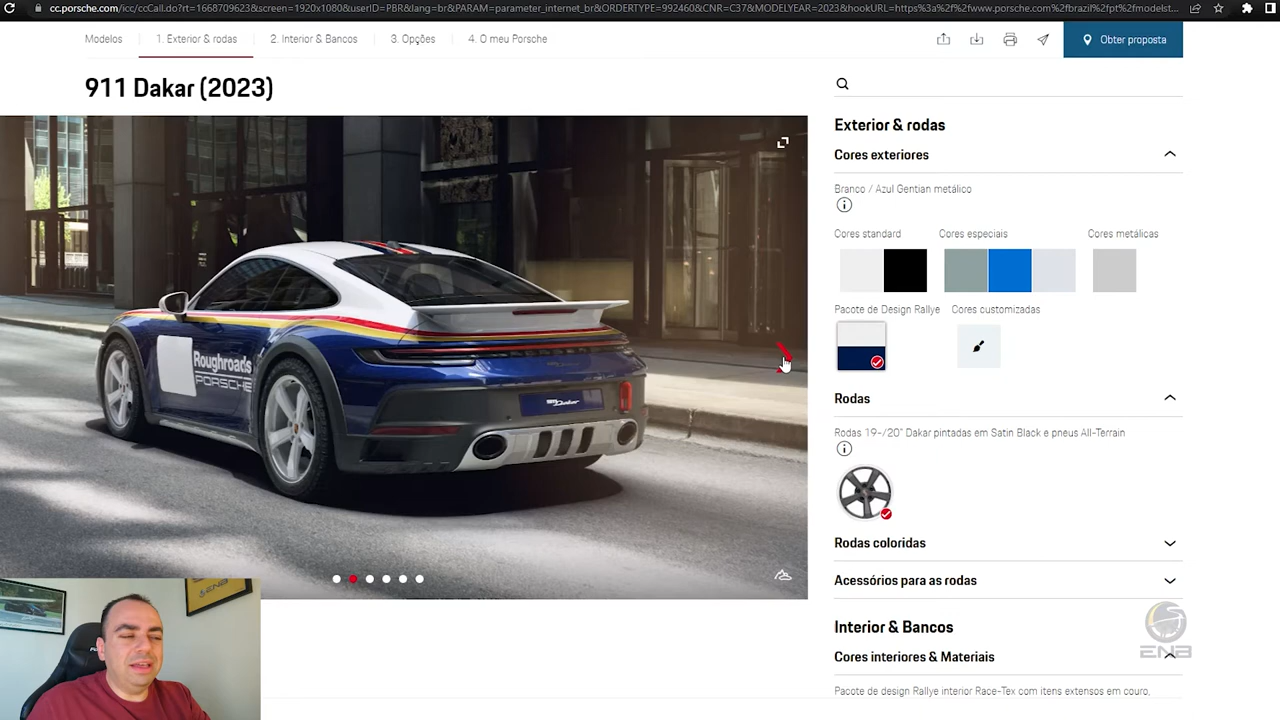 cc.porsche.com/icc/ccCall.do?rt=1668709623&screen=1920x1080&userID=PBR&lang=br&PARAM=parameter_internet_br&ORDERTYPE=992460&CNR=C37&MODELYEAR=2023&hookURL=https%3a%2f%2fwww.porsche.com%2fbrazil%2fpt%2fmodelst...
Modelos
1. Exterior & rodas
2. Interior & Bancos
3. Opções
4. O meu Porsche
Obter proposta
911 Dakar (2023)
Exterior & rodas
Cores exteriores
Branco / Azul Gentian metálico
Cores standard
Cores especiais
Cores metálicas
Pacote de Design Rallye
Cores customizadas
Roughroads
PORSCHE
911 Dakar
Rodas
Rodas 19-/20" Dakar pintadas em Satin Black e pneus All-Terrain
Rodas coloridas
Acessórios para as rodas
Interior & Bancos
Cores interiores & Materiais
Pacote de design Rallye interior Race-Tex com itens extensos em couro,
ENB
ENB